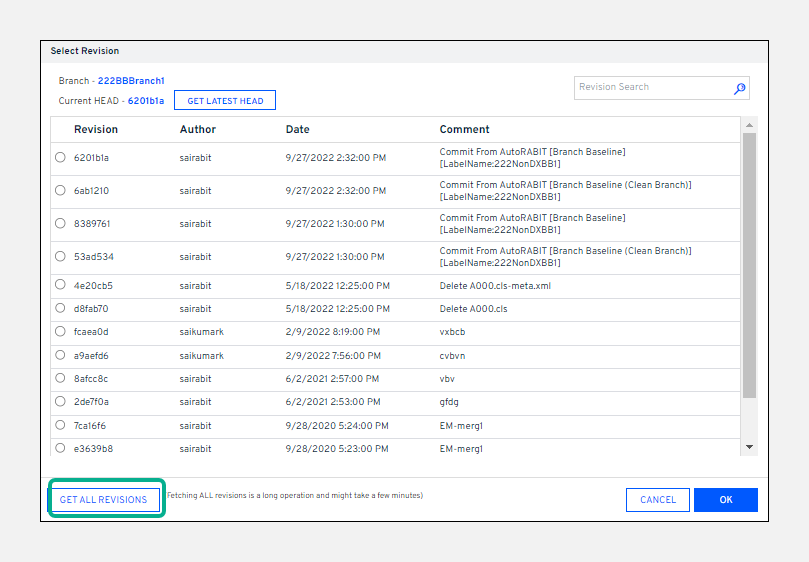 Select Revision
Branch - 222BBBranch1
Revision Search
Current HEAD - 6201b1a
GET LATEST HEAD
Revision Author Date Comment
6201b1a sairabit 9/27/2022 2:32:00 PM Commit From AutoRABIT [Branch Baseline]
[LabelName:222NonDXBB1]
6ab1210 sairabit 9/27/2022 2:32:00 PM Commit From AutoRABIT [Branch Baseline (Clean Branch)]
[LabelName:222NonDXBB1]
8389761 sairabit 9/27/2022 1:30:00 PM Commit From AutoRABIT [Branch Baseline]
[LabelName:222NonDXBB1]
53ad534 sairabit 9/27/2022 1:30:00 PM Commit From AutoRABIT [Branch Baseline (Clean Branch)]
[LabelName:222NonDXBB1]
4e20cb5 sairabit 5/18/2022 12:25:00 PM Delete A000.cls-meta.xml
d8fab70 sairabit 5/18/2022 12:25:00 PM Delete A000.cls
fcaea0d saikumark 2/9/2022 8:19:00 PM vxbcb
a9aefd6 saikumark 2/9/2022 7:56:00 PM cvbvn
8afcc8c sairabit 6/2/2021 2:57:00 PM vbv
2de7f0a sairabit 6/2/2021 2:53:00 PM gfdg
7ca16f6 sairabit 9/28/2020 5:24:00 PM EM-merg1
e3639b8 sairabit 9/28/2020 5:23:00 PM EM-merg1
GET ALL REVISIONS
Fetching ALL revisions is a long operation and might take a few minutes)
CANCEL
OK